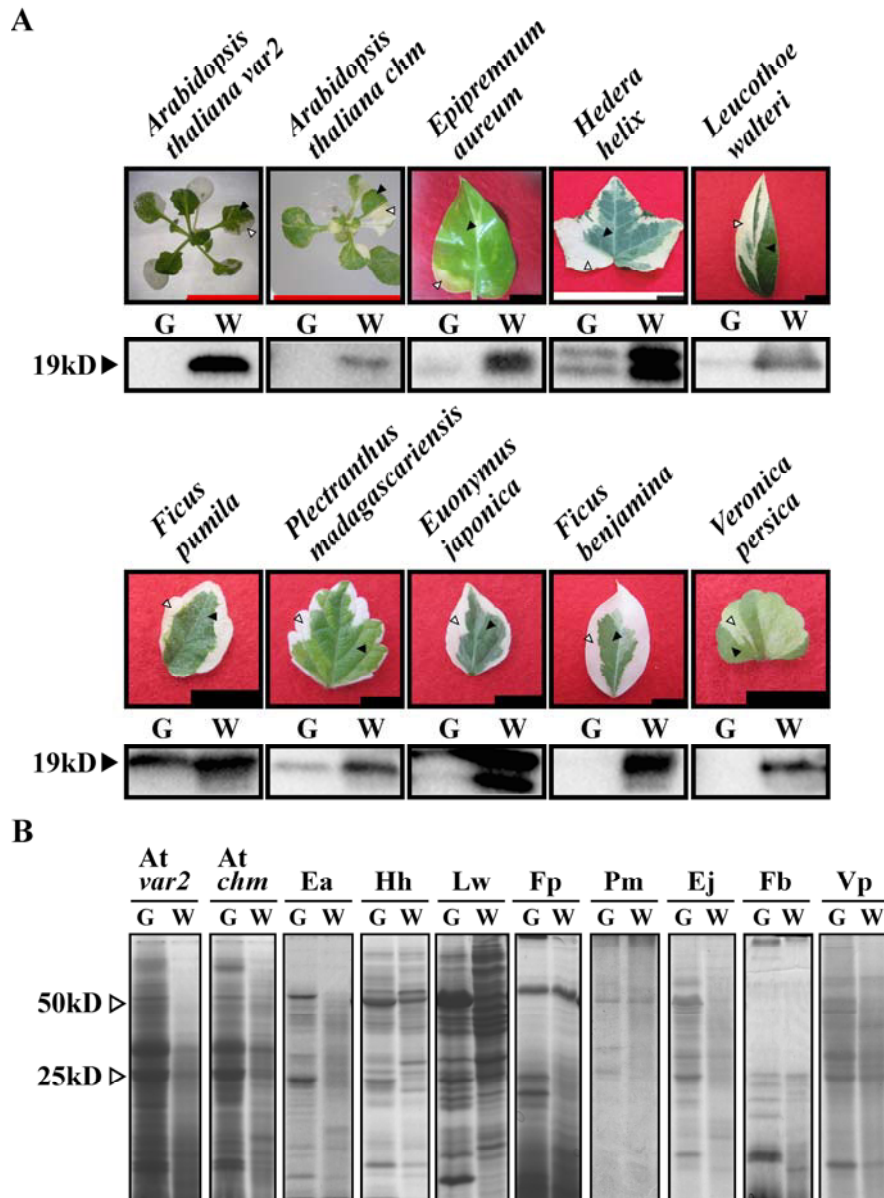 A
Arabidopsis
thaliana var2
Arabidopsis
thaliana chm
Epipremnum
aureum
Hedera
helix
Leucothoe
walteri
G W G W G W G W G W
19kD
Ficus
pumila
Plectranthus
madagascariensis
Euonymus
japonica
Ficus
benjamina
Veronica
persica
G W G W G W G W G W
19kD
B
At
var2
At
chm
Ea Hh Lw Fp Pm Ej Fb Vp
G W G W G W G W G W G W G W G W G W G W
50kD
25kD